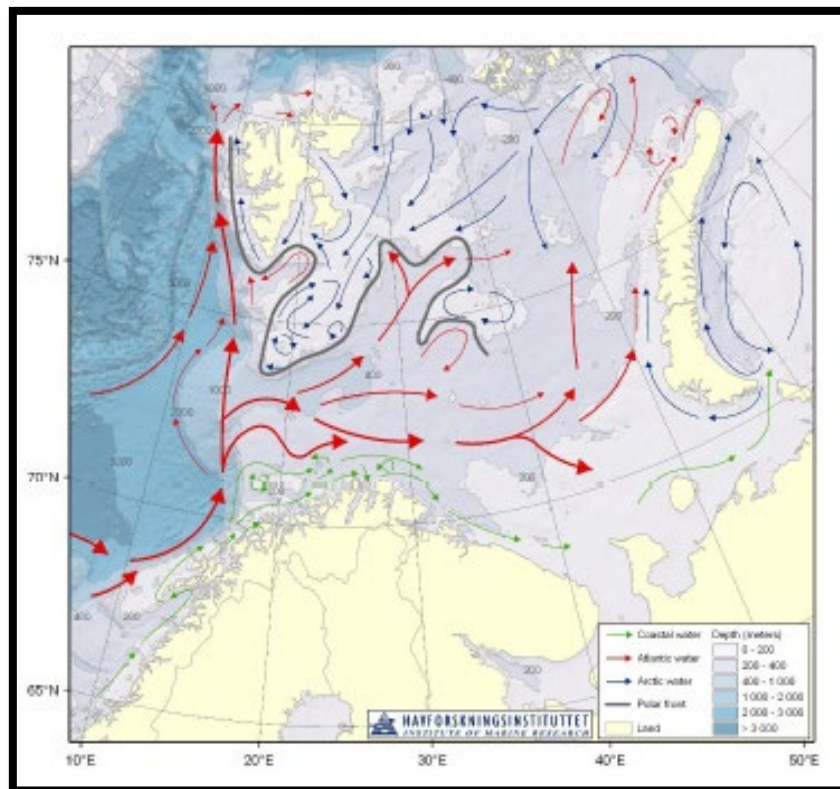 75°N
70°N
65°N
10°E
20°E
30°E
40°E
50°E
Coastal water
Atlantic water
Arctic water
Polar front
Land
Depth (meters)
0 - 200
200 - 400
400 - 1 000
1 000 - 2 000
2 000 - 3 000
> 3 000
HAVFORSKNINGSINSTITUTTET
INSTITUTE OF MARINE RESEARCH